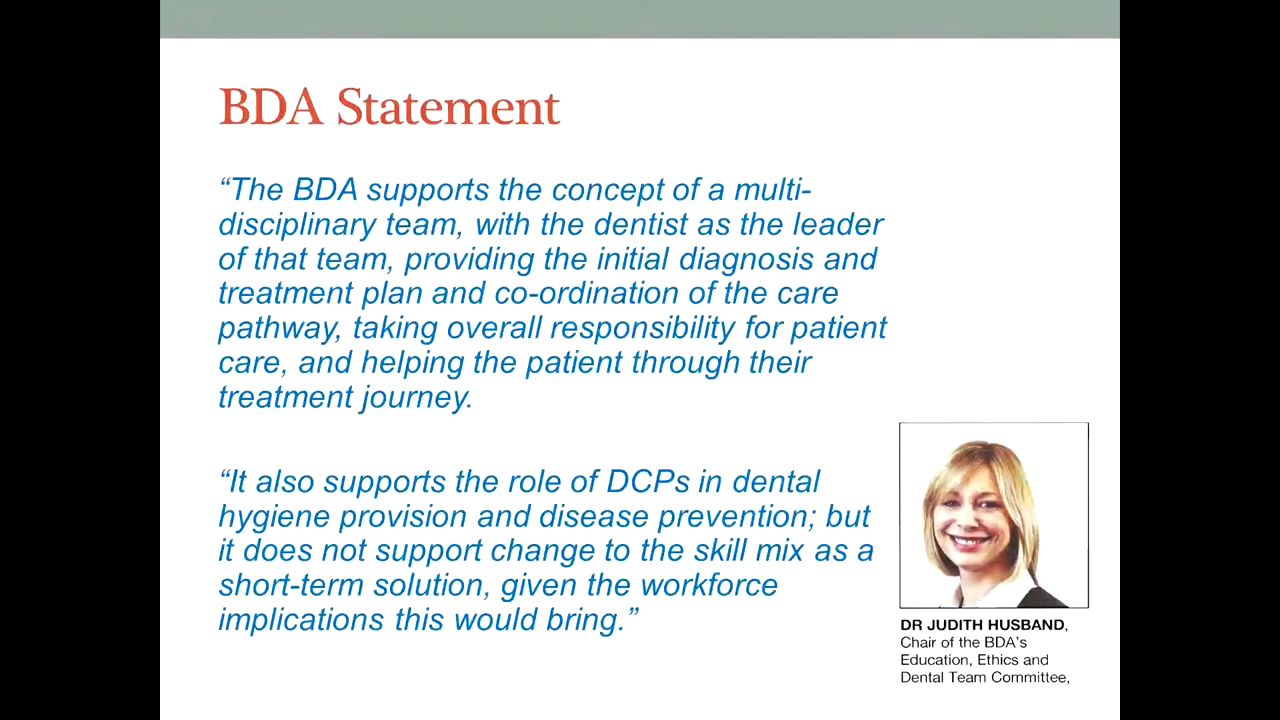 BDA Statement
“The BDA supports the concept of a multi-
disciplinary team, with the dentist as the leader
of that team, providing the initial diagnosis and
treatment plan and co-ordination of the care
pathway, taking overall responsibility for patient
care, and helping the patient through their
treatment journey.
“It also supports the role of DCPs in dental
hygiene provision and disease prevention; but
it does not support change to the skill mix as a
short-term solution, given the workforce
implications this would bring.”
DR JUDITH HUSBAND,
Chair of the BDA's
Education, Ethics and
Dental Team Committee,